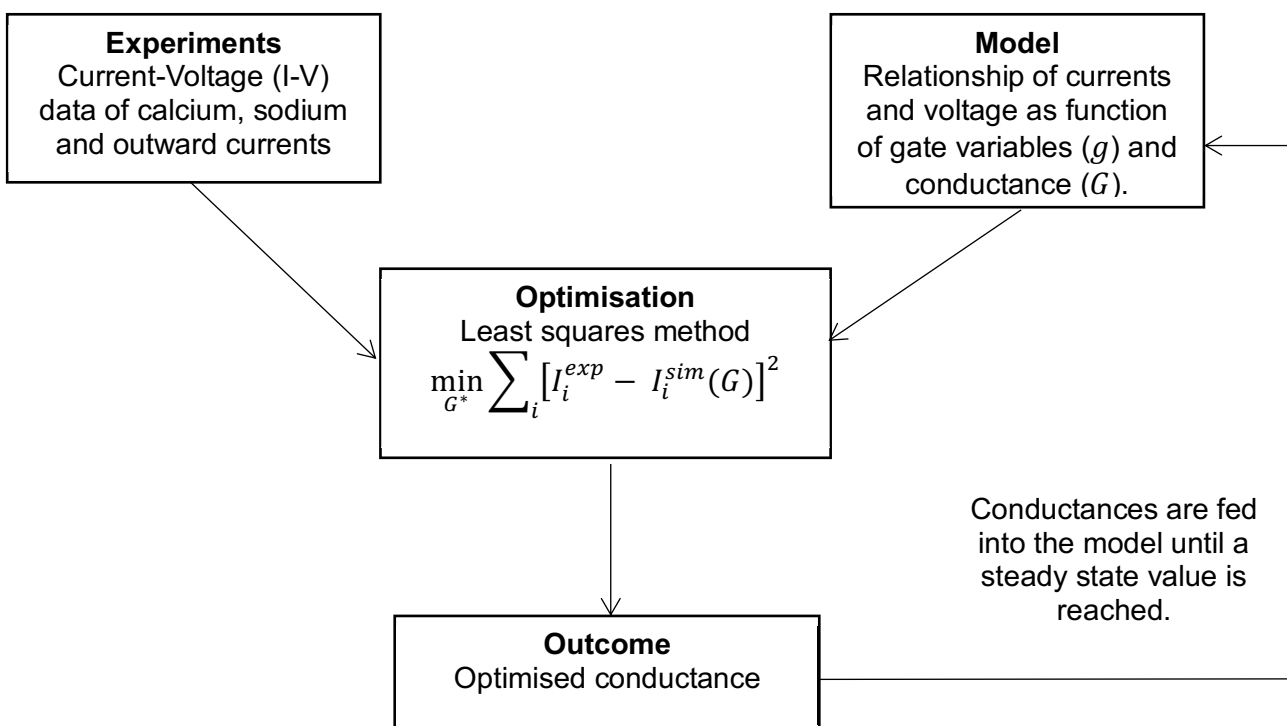 Experiments
Current-Voltage (I-V)
data of calcium, sodium
and outward currents
Model
Relationship of currents
and voltage as function
of gate variables (𝑔) and
conductance (𝐺).
Optimisation
Least squares method
min_{G*} ∑_i [I_i^{exp} − I_i^{sim}(G)]^2
Conductances are fed
into the model until a
steady state value is
reached.
Outcome
Optimised conductance